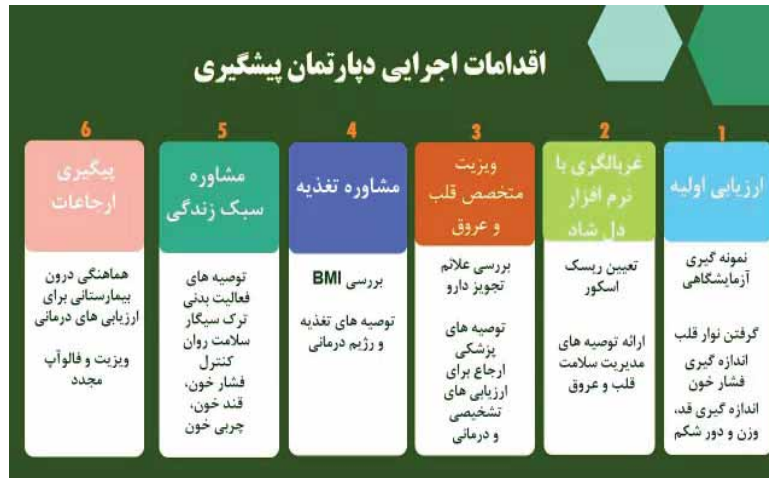 اقدامات اجرایی دپارتمان پیشگیری
1
ارزیابی اولیه
نمونه گیری
آزمایشگاهی
گرفتن نوار قلب
اندازه گیری
فشار خون
اندازه گیری قد،
وزن و دور شکم
2
غربالگری با
نرم افزار
دل شاد
تعیین ریسک
اسکور
ارائه توصیه های
مدیریت سلامت
قلب و عروق
3
ویزیت
متخصص قلب
و عروق
بررسی علائم
تجویز دارو
توصیه های
پزشکی
ارجاع برای
ارزیابی های
تشخیصی
و درمانی
4
مشاوره تغذیه
بررسی BMI
توصیه های تغذیه
و رژیم درمانی
5
مشاوره
سبک زندگی
توصیه های
فعالیت بدنی
ترک سیگار
سلامت روان
کنترل
فشار خون،
قند خون،
چربی خون
6
پیگیری
ارجاعات
هماهنگی درون
بیمارستانی برای
ارزیابی های درمانی
ویزیت و فالوآپ
مجدد